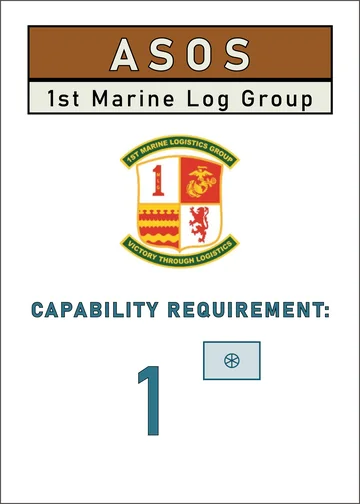 ASOS
1st Marine Log Group
1ST MARINE LOGISTICS GROUP
1
VICTORY THROUGH LOGISTICS
CAPABILITY REQUIREMENT:
1